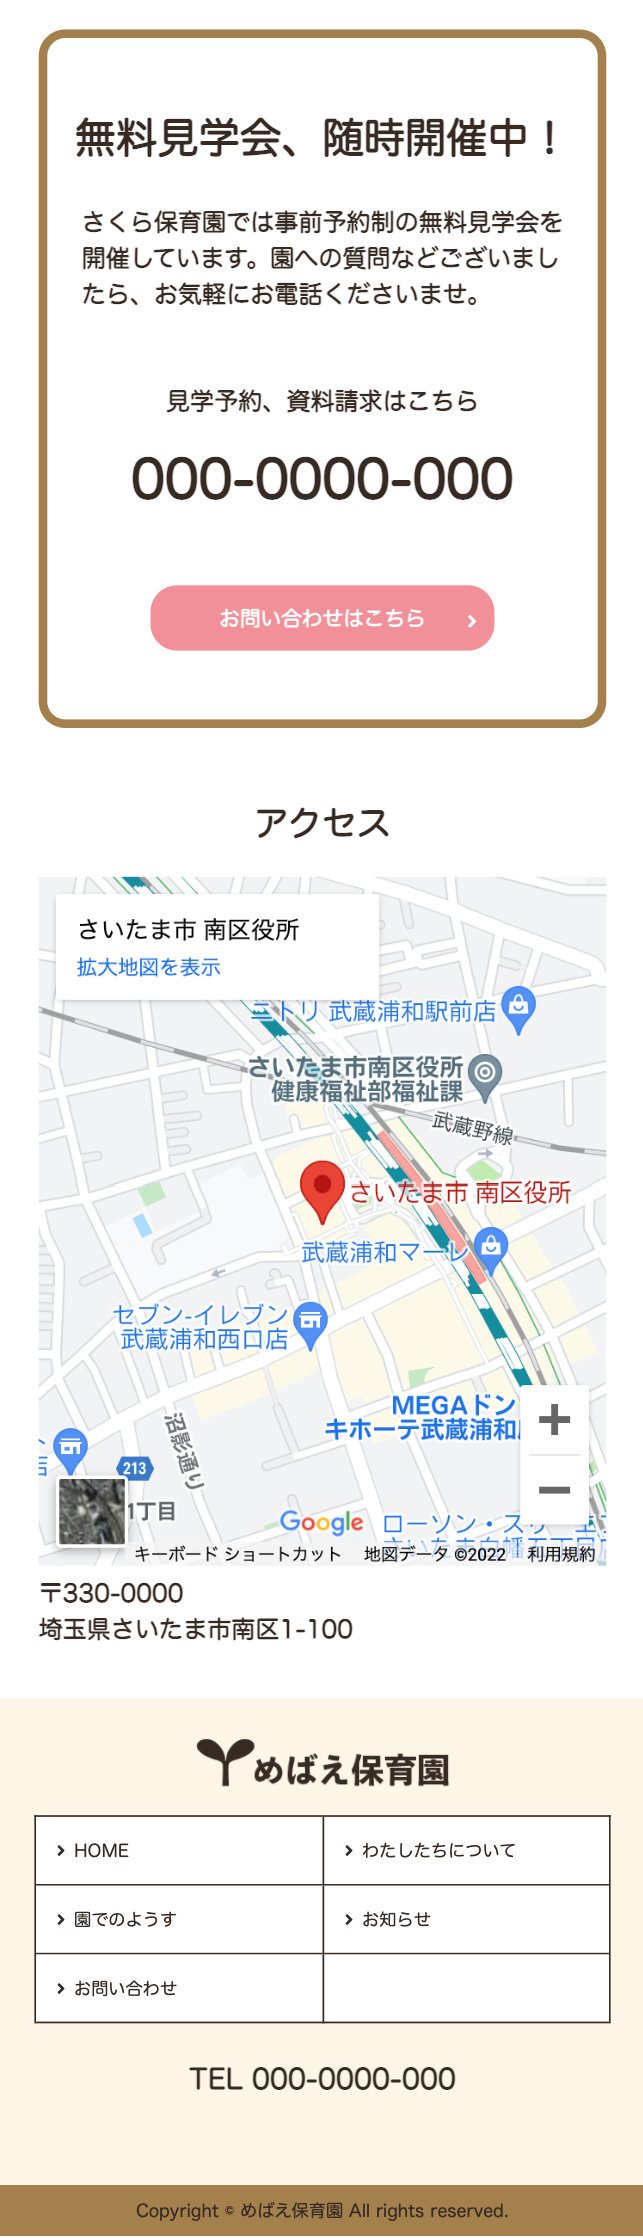 無料見学会、随時開催中！
さくら保育園では事前予約制の無料見学会を
開催しています。園への質問などございまし
たら、お気軽にお電話くださいませ。
見学予約、資料請求はこちら
000-0000-000
お問い合わせはこちら
アクセス
さいたま市 南区役所
拡大地図を表示
ニトリ 武蔵浦和駅前店
さいたま市南区役所
健康福祉部福祉課
武蔵野線
さいたま市 南区役所
武蔵浦和マーレ
セブン-イレブン
武蔵浦和西口店
MEGAドン
キホーテ武蔵浦和
沼影通り
店
213
1丁目
Google
ローソン・スリー
キーボード ショートカット 地図データ ©2022 利用規約
〒330-0000
埼玉県さいたま市南区1-100
めばえ保育園
HOME
わたしたちについて
園でのようす
お知らせ
お問い合わせ
TEL 000-0000-000
Copyright © めばえ保育園 All rights reserved.